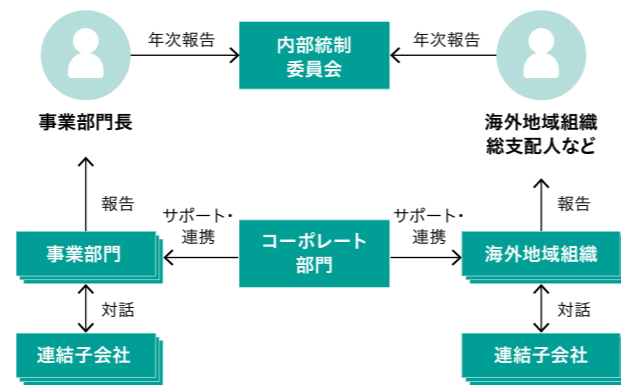 年次報告
内部統制
委員会
年次報告
事業部門長
海外地域組織
総支配人など
報告
サポート・
連携
サポート・
連携
報告
事業部門
コーポレート
部門
海外地域組織
対話
対話
連結子会社
連結子会社